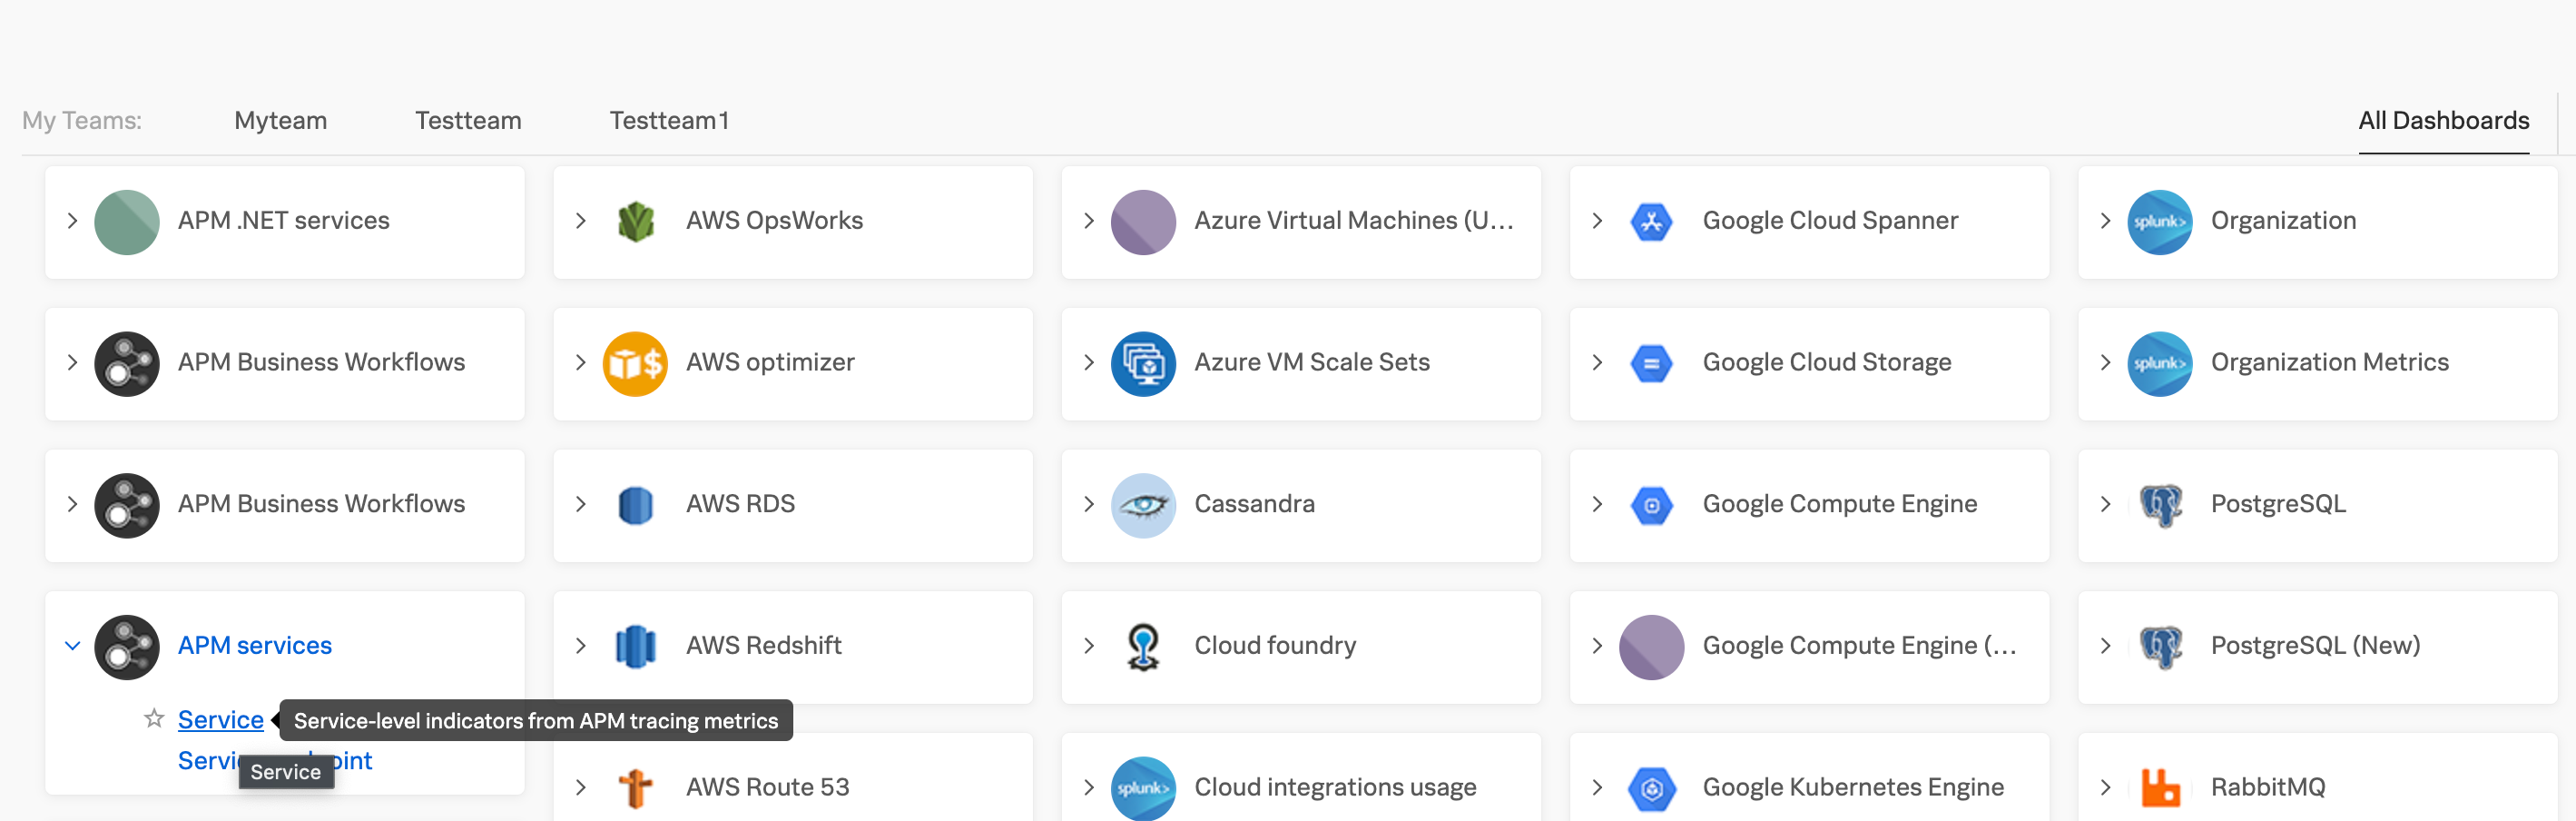 My Teams: Myteam Testteam Testteam1 All Dashboards
APM .NET services AWS OpsWorks Azure Virtual Machines (U... Google Cloud Spanner splunk> Organization
APM Business Workflows AWS optimizer Azure VM Scale Sets Google Cloud Storage splunk> Organization Metrics
APM Business Workflows AWS RDS Cassandra Google Compute Engine PostgreSQL
APM services AWS Redshift Cloud foundry Google Compute Engine (... PostgreSQL (New)
Service Service-level indicators from APM tracing metrics
Service
AWS Route 53 splunk> Cloud integrations usage Google Kubernetes Engine RabbitMQ